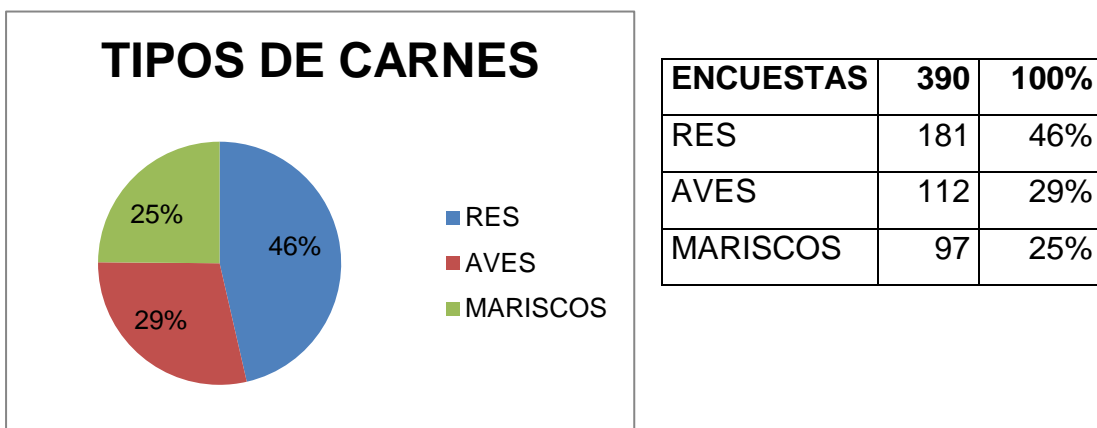 TIPOS DE CARNES
25%
46%
29%
RES
AVES
MARISCOS
ENCUESTAS 390 100%
RES 181 46%
AVES 112 29%
MARISCOS 97 25%